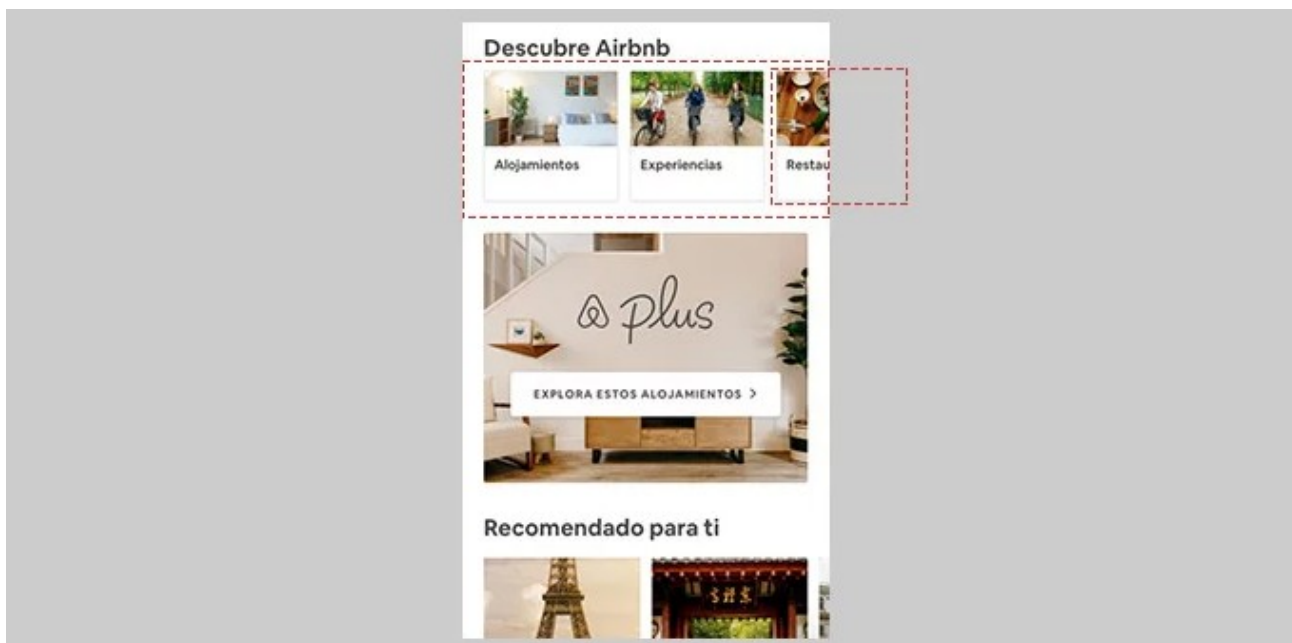 Descubre Airbnb
Alojamientos
Experiencias
Restau
plus
EXPLORA ESTOS ALOJAMIENTOS >
Recomendado para ti